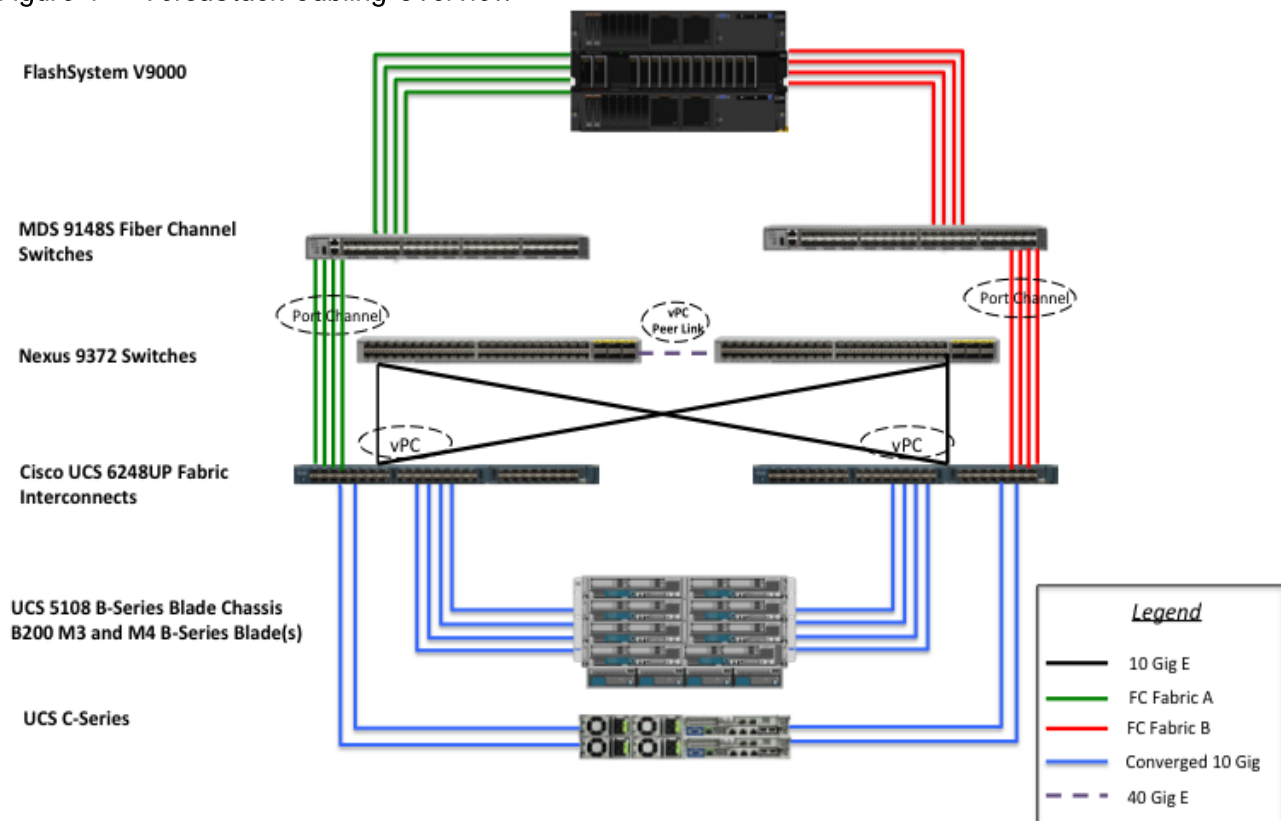 FlashSystem V9000
MDS 9148S Fiber Channel
Switches
Port Channel
Port Channel
vPC
Peer Link
Nexus 9372 Switches
vPC
vPC
Cisco UCS 6248UP Fabric
Interconnects
UCS 5108 B-Series Blade Chassis
B200 M3 and M4 B-Series Blade(s)
UCS C-Series
Legend
10 Gig E
FC Fabric A
FC Fabric B
Converged 10 Gig
40 Gig E